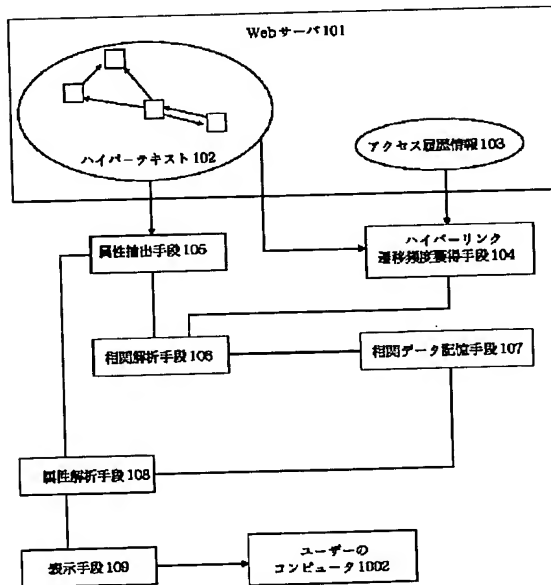 Webサーバ101
ハイパーテキスト102
アクセス履歴情報103
属性抽出手段105
ハイパーリンク
遷移頻度獲得手段104
相関解析手段106
相関データ記憶手段107
属性解析手段108
表示手段109
ユーザーの
コンピュータ1002